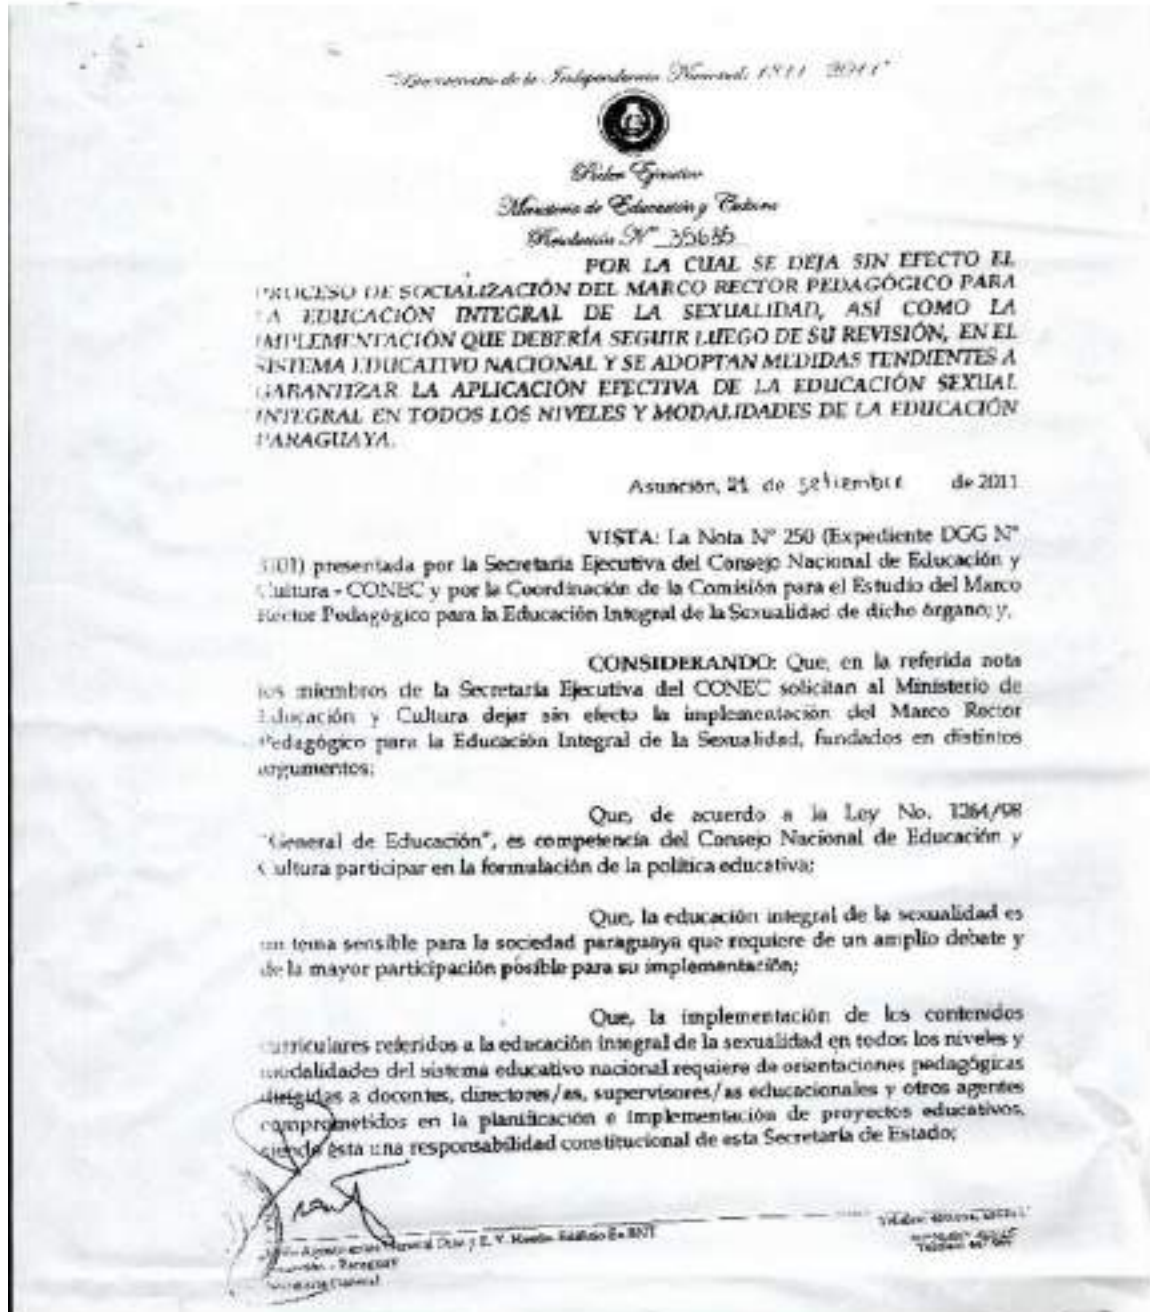 "Bicentenario de la Independencia Nacional: 1811 - 2011"
Poder Ejecutivo
Ministerio de Educación y Cultura
Resolución N° 35635
POR LA CUAL SE DEJA SIN EFECTO EL
PROCESO DE SOCIALIZACIÓN DEL MARCO RECTOR PEDAGÓGICO PARA
LA EDUCACIÓN INTEGRAL DE LA SEXUALIDAD, ASÍ COMO LA
IMPLEMENTACIÓN QUE DEBERÍA SEGUIR LUEGO DE SU REVISIÓN, EN EL
SISTEMA EDUCATIVO NACIONAL Y SE ADOPTAN MEDIDAS TENDIENTES A
GARANTIZAR LA APLICACIÓN EFECTIVA DE LA EDUCACIÓN SEXUAL
INTEGRAL EN TODOS LOS NIVELES Y MODALIDADES DE LA EDUCACIÓN
PARAGUAYA.
Asunción, 21 de setiembre de 2011
VISTA: La Nota N° 250 (Expediente DGG N°
) presentada por la Secretaría Ejecutiva del Consejo Nacional de Educación y
Cultura - CONEC y por la Coordinación de la Comisión para el Estudio del Marco
Rector Pedagógico para la Educación Integral de la Sexualidad de dicho órgano; y,
CONSIDERANDO: Que, en la referida nota
los miembros de la Secretaría Ejecutiva del CONEC solicitan al Ministerio de
Educación y Cultura dejar sin efecto la implementación del Marco Rector
Pedagógico para la Educación Integral de la Sexualidad, fundados en distintos
argumentos;
Que, de acuerdo a la Ley No. 1264/98
"General de Educación", es competencia del Consejo Nacional de Educación y
Cultura participar en la formulación de la política educativa;
Que, la educación integral de la sexualidad es
un tema sensible para la sociedad paraguaya que requiere de un amplio debate y
de la mayor participación posible para su implementación;
Que, la implementación de los contenidos
curriculares referidos a la educación integral de la sexualidad en todos los niveles y
modalidades del sistema educativo nacional requiere de orientaciones pedagógicas
dirigidas a docentes, directores/as, supervisores/as educacionales y otros agentes
comprometidos en la planificación e implementación de proyectos educativos,
siendo ésta una responsabilidad constitucional de esta Secretaría de Estado;
General Díaz y E. V. Haedo. Edificio Ex BNT
- Paraguay
General